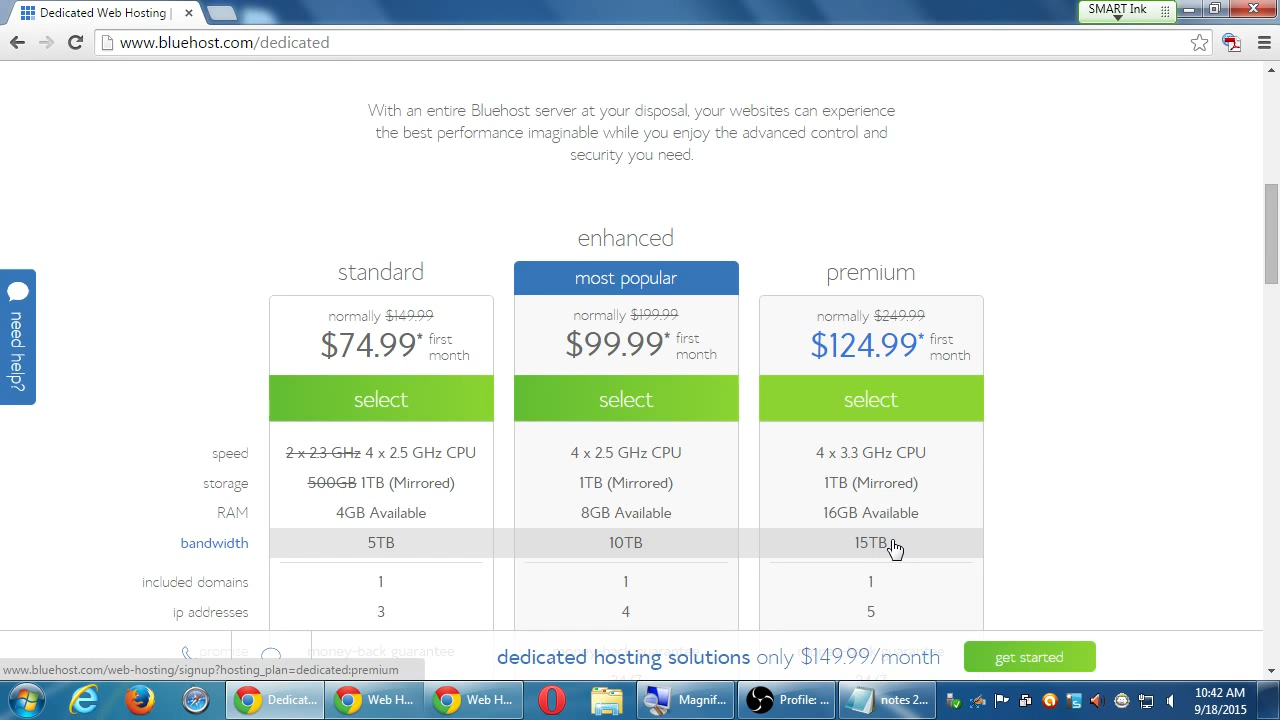 Dedicated Web Hosting |
SMART Ink
www.bluehost.com/dedicated
With an entire Bluehost server at your disposal, your websites can experience
the best performance imaginable while you enjoy the advanced control and
security you need.
need help?
standard
normally $149.99
$74.99* first month
select
enhanced
most popular
normally $199.99
$99.99* first month
select
premium
normally $249.99
$124.99* first month
select
speed 2 x 2.3 GHz 4 x 2.5 GHz CPU 4 x 2.5 GHz CPU 4 x 3.3 GHz CPU
storage 500GB 1TB (Mirrored) 1TB (Mirrored) 1TB (Mirrored)
RAM 4GB Available 8GB Available 16GB Available
bandwidth 5TB 10TB 15TB
included domains 1 1 1
ip addresses 3 4 5
promise money-back guarantee
dedicated hosting solutions only $149.99/month
get started
www.bluehost.com/web-hosting/signup?hosting_plan=dedicated:premium
Dedicat...
Web H...
Web H...
Magnif...
Profile: ...
notes 2...
10:42 AM
9/18/2015